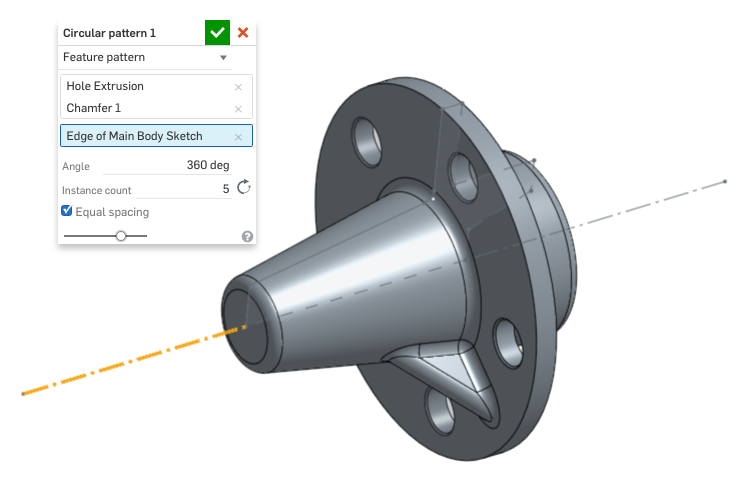 Circular pattern 1
Feature pattern
Hole Extrusion
Chamfer 1
Edge of Main Body Sketch
Angle 360 deg
Instance count 5
Equal spacing
?